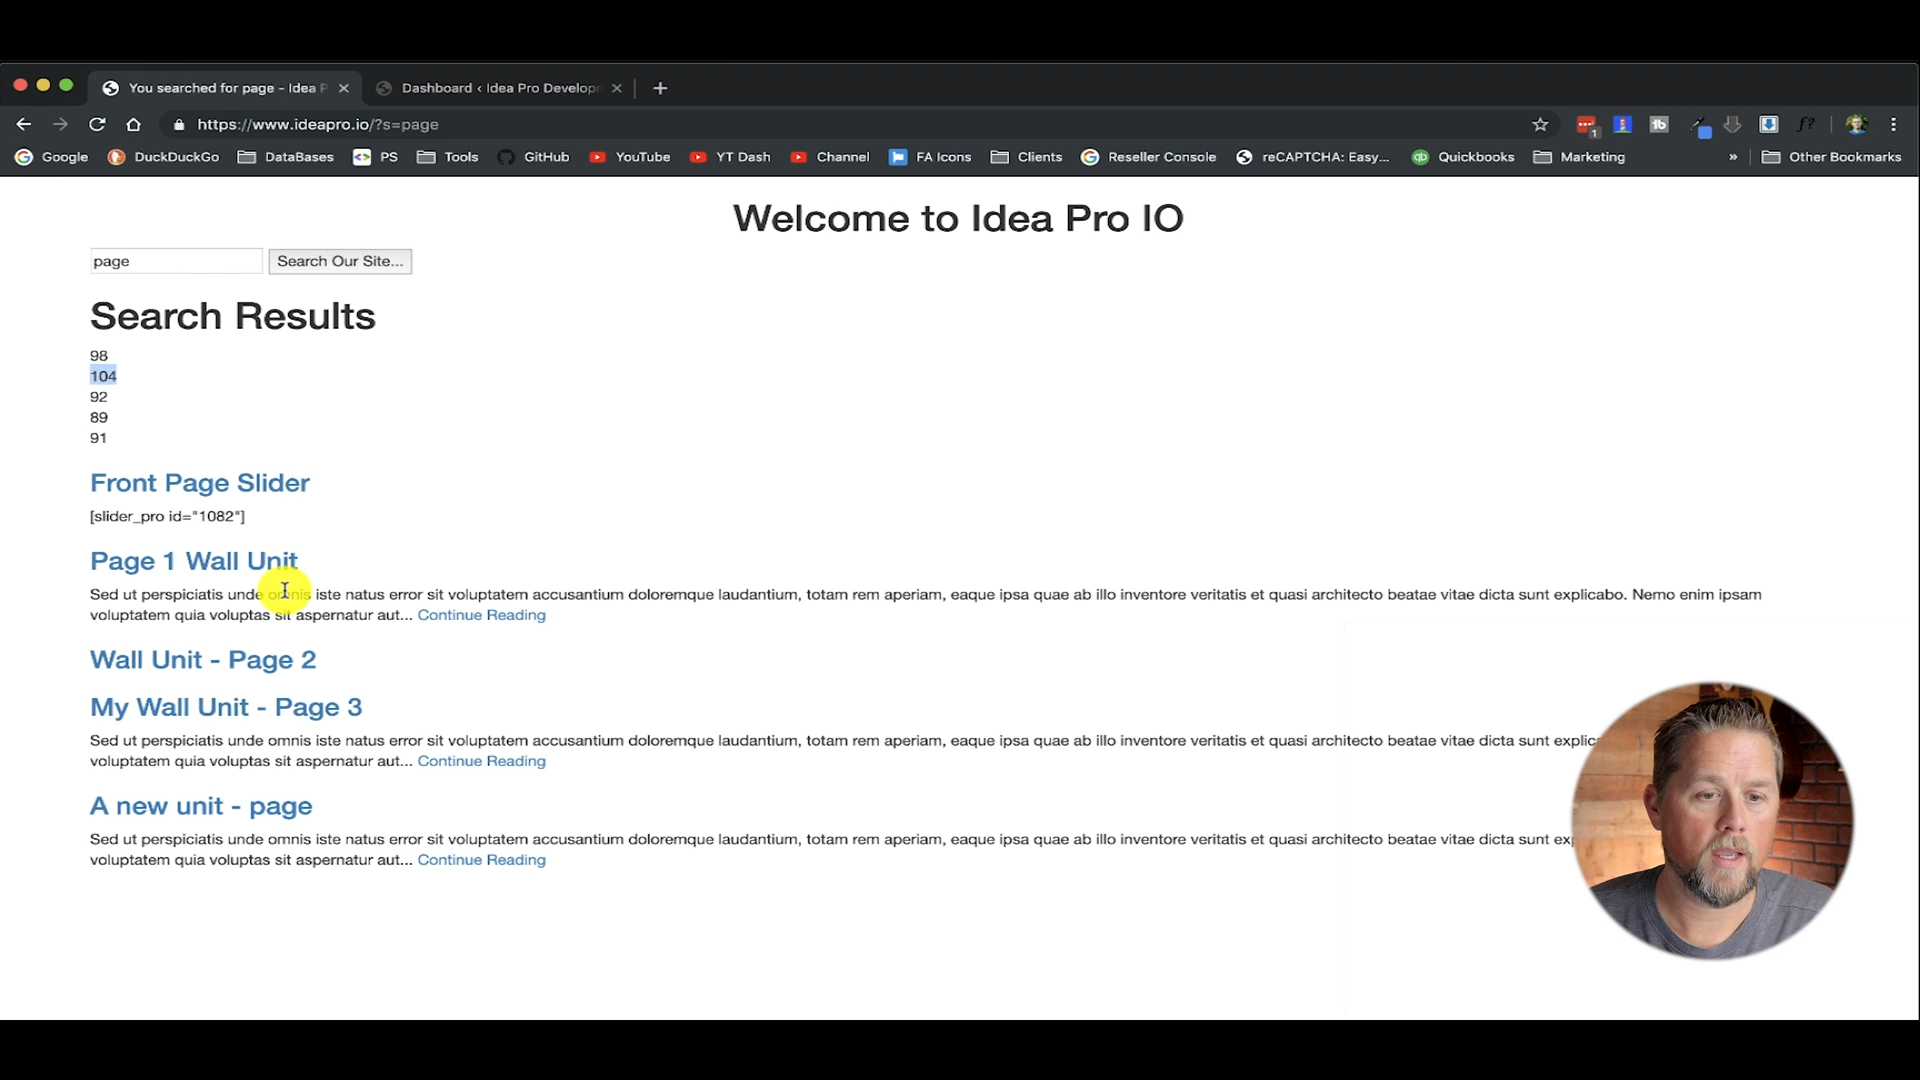 You searched for page - Idea P
Dashboard ‹ Idea Pro Develop
https://www.ideapro.io/?s=page
1
Google
DuckDuckGo
DataBases
PS
Tools
GitHub
YouTube
YT Dash
Channel
FA Icons
Clients
Reseller Console
reCAPTCHA: Easy...
Quickbooks
Marketing
»
Other Bookmarks
Welcome to Idea Pro IO
page
Search Our Site...
Search Results
98
104
92
89
91
Front Page Slider
[slider_pro id="1082"]
Page 1 Wall Unit
Sed ut perspiciatis unde omnis iste natus error sit voluptatem accusantium doloremque laudantium, totam rem aperiam, eaque ipsa quae ab illo inventore veritatis et quasi architecto beatae vitae dicta sunt explicabo. Nemo enim ipsam
voluptatem quia voluptas sit aspernatur aut... Continue Reading
Wall Unit - Page 2
My Wall Unit - Page 3
Sed ut perspiciatis unde omnis iste natus error sit voluptatem accusantium doloremque laudantium, totam rem aperiam, eaque ipsa quae ab illo inventore veritatis et quasi architecto beatae vitae dicta sunt explic
voluptatem quia voluptas sit aspernatur aut... Continue Reading
A new unit - page
Sed ut perspiciatis unde omnis iste natus error sit voluptatem accusantium doloremque laudantium, totam rem aperiam, eaque ipsa quae ab illo inventore veritatis et quasi architecto beatae vitae dicta sunt exp
voluptatem quia voluptas sit aspernatur aut... Continue Reading